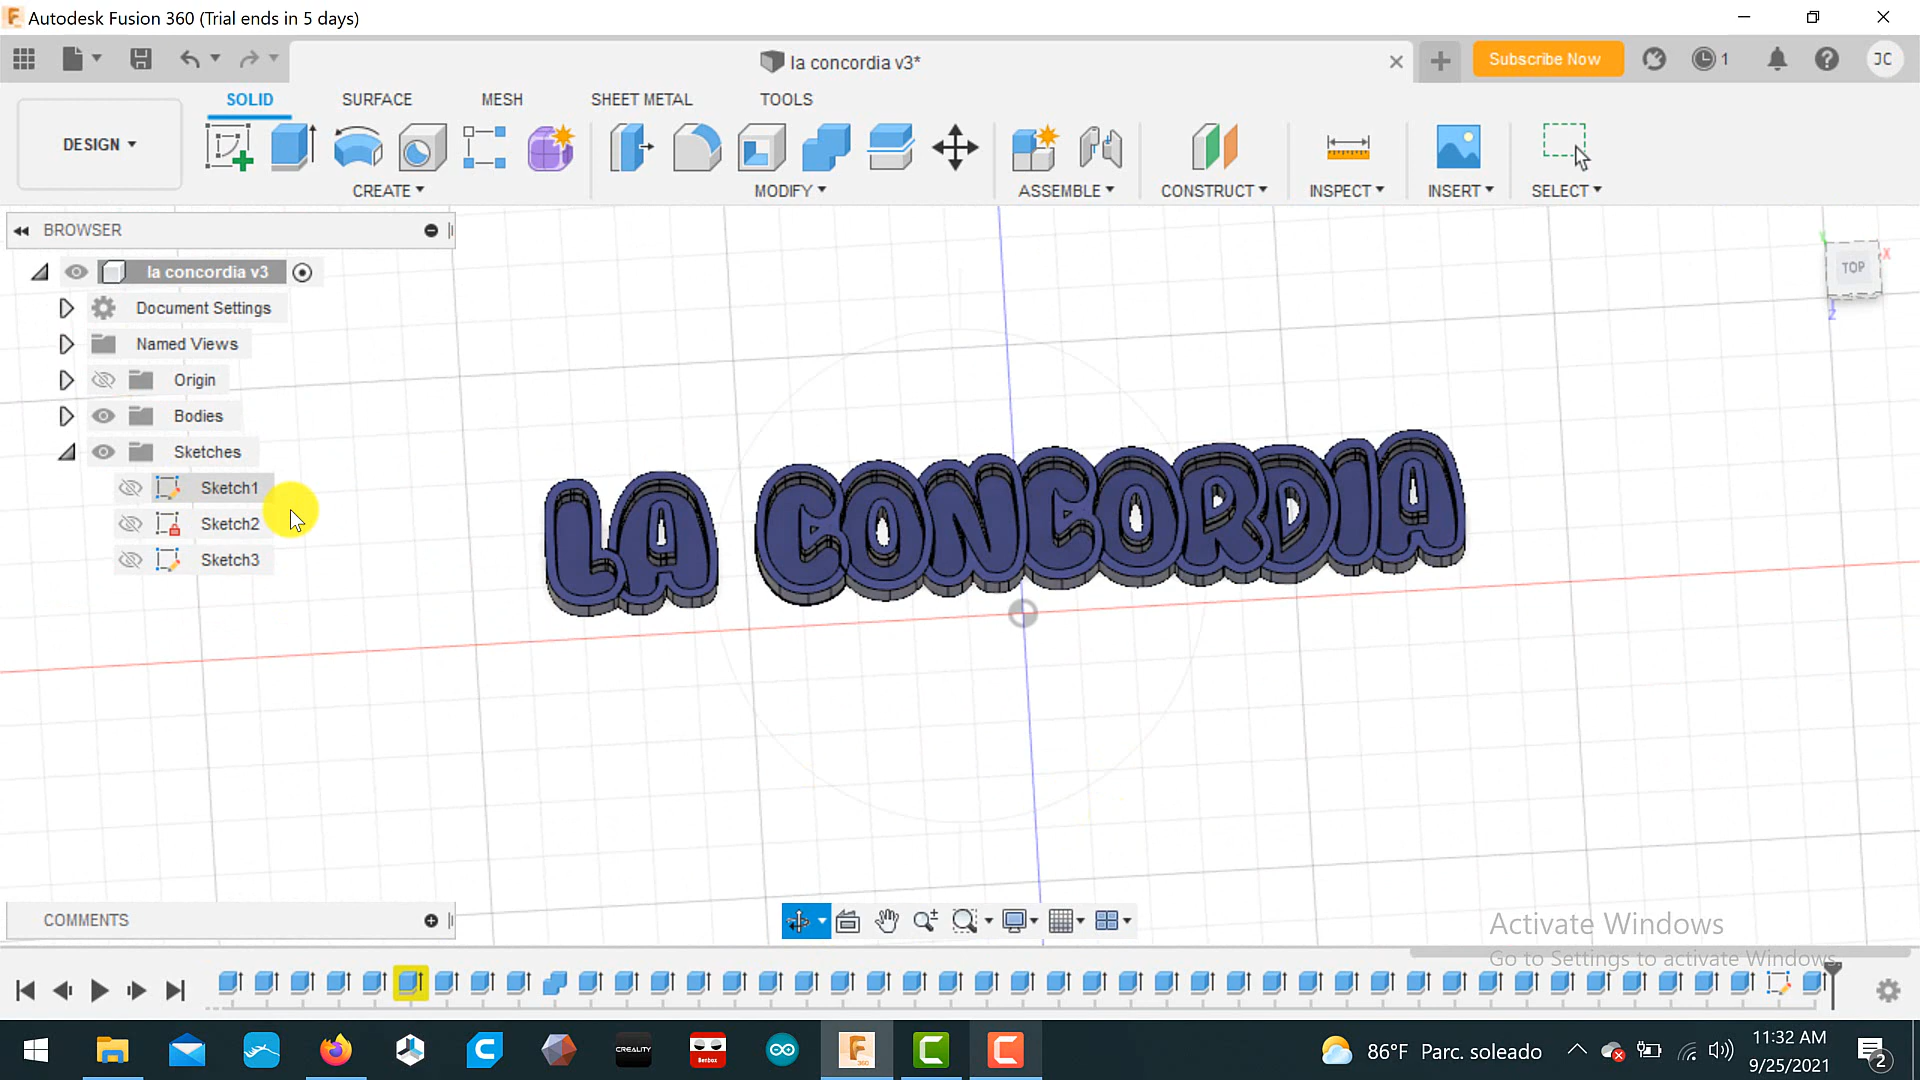 Autodesk Fusion 360 (Trial ends in 5 days)
la concordia v3*
Subscribe Now
1
JC
DESIGN
SOLID
SURFACE
MESH
SHEET METAL
TOOLS
CREATE
MODIFY
ASSEMBLE
CONSTRUCT
INSPECT
INSERT
SELECT
BROWSER
la concordia v3
Document Settings
Named Views
Origin
Bodies
Sketches
Sketch1
Sketch2
Sketch3
TOP
X
Z
LA CONCORDIA
COMMENTS
Activate Windows
Go to Settings to activate Windows.
CREALITY
Benbox
F
360
C
C
86°F Parc. soleado
11:32 AM
9/25/2021
2